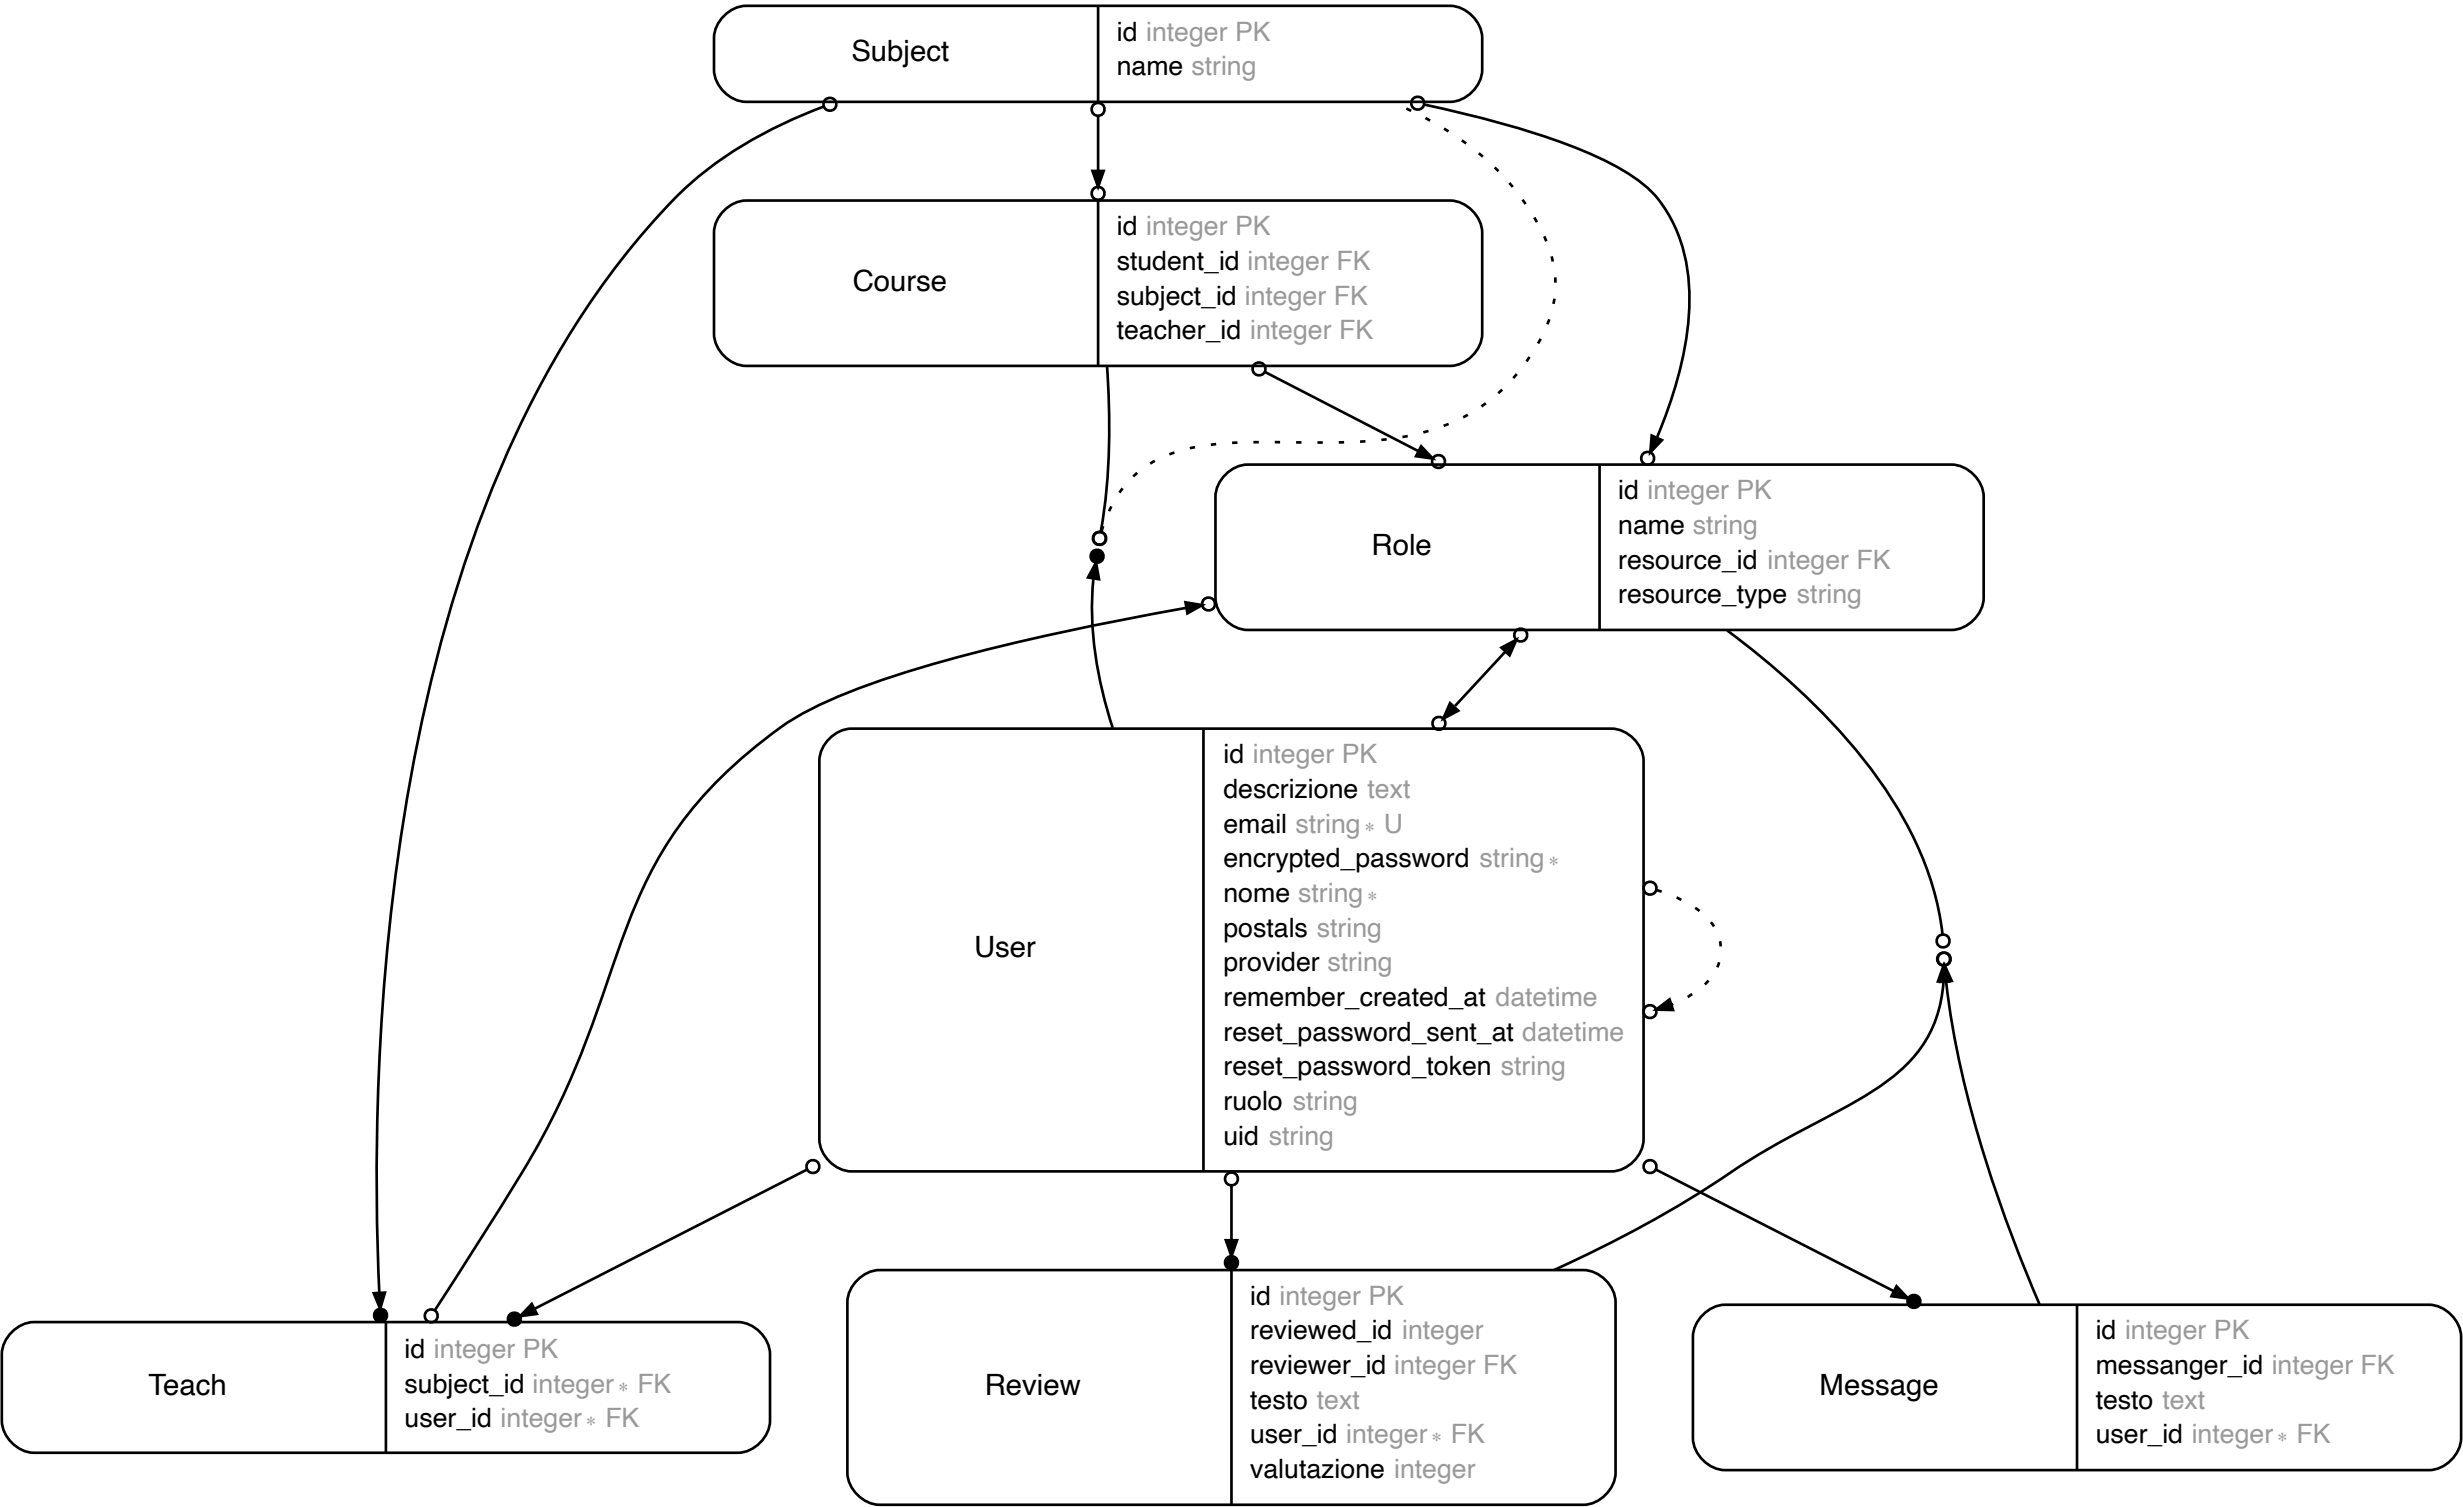 Subject
id integer PK
name string
Course
id integer PK
student_id integer FK
subject_id integer FK
teacher_id integer FK
Role
id integer PK
name string
resource_id integer FK
resource_type string
User
id integer PK
descrizione text
email string* U
encrypted_password string*
nome string*
postals string
provider string
remember_created_at datetime
reset_password_sent_at datetime
reset_password_token string
ruolo string
uid string
Teach
id integer PK
subject_id integer* FK
user_id integer* FK
Review
id integer PK
reviewed_id integer
reviewer_id integer FK
testo text
user_id integer* FK
valutazione integer
Message
id integer PK
messanger_id integer FK
testo text
user_id integer* FK